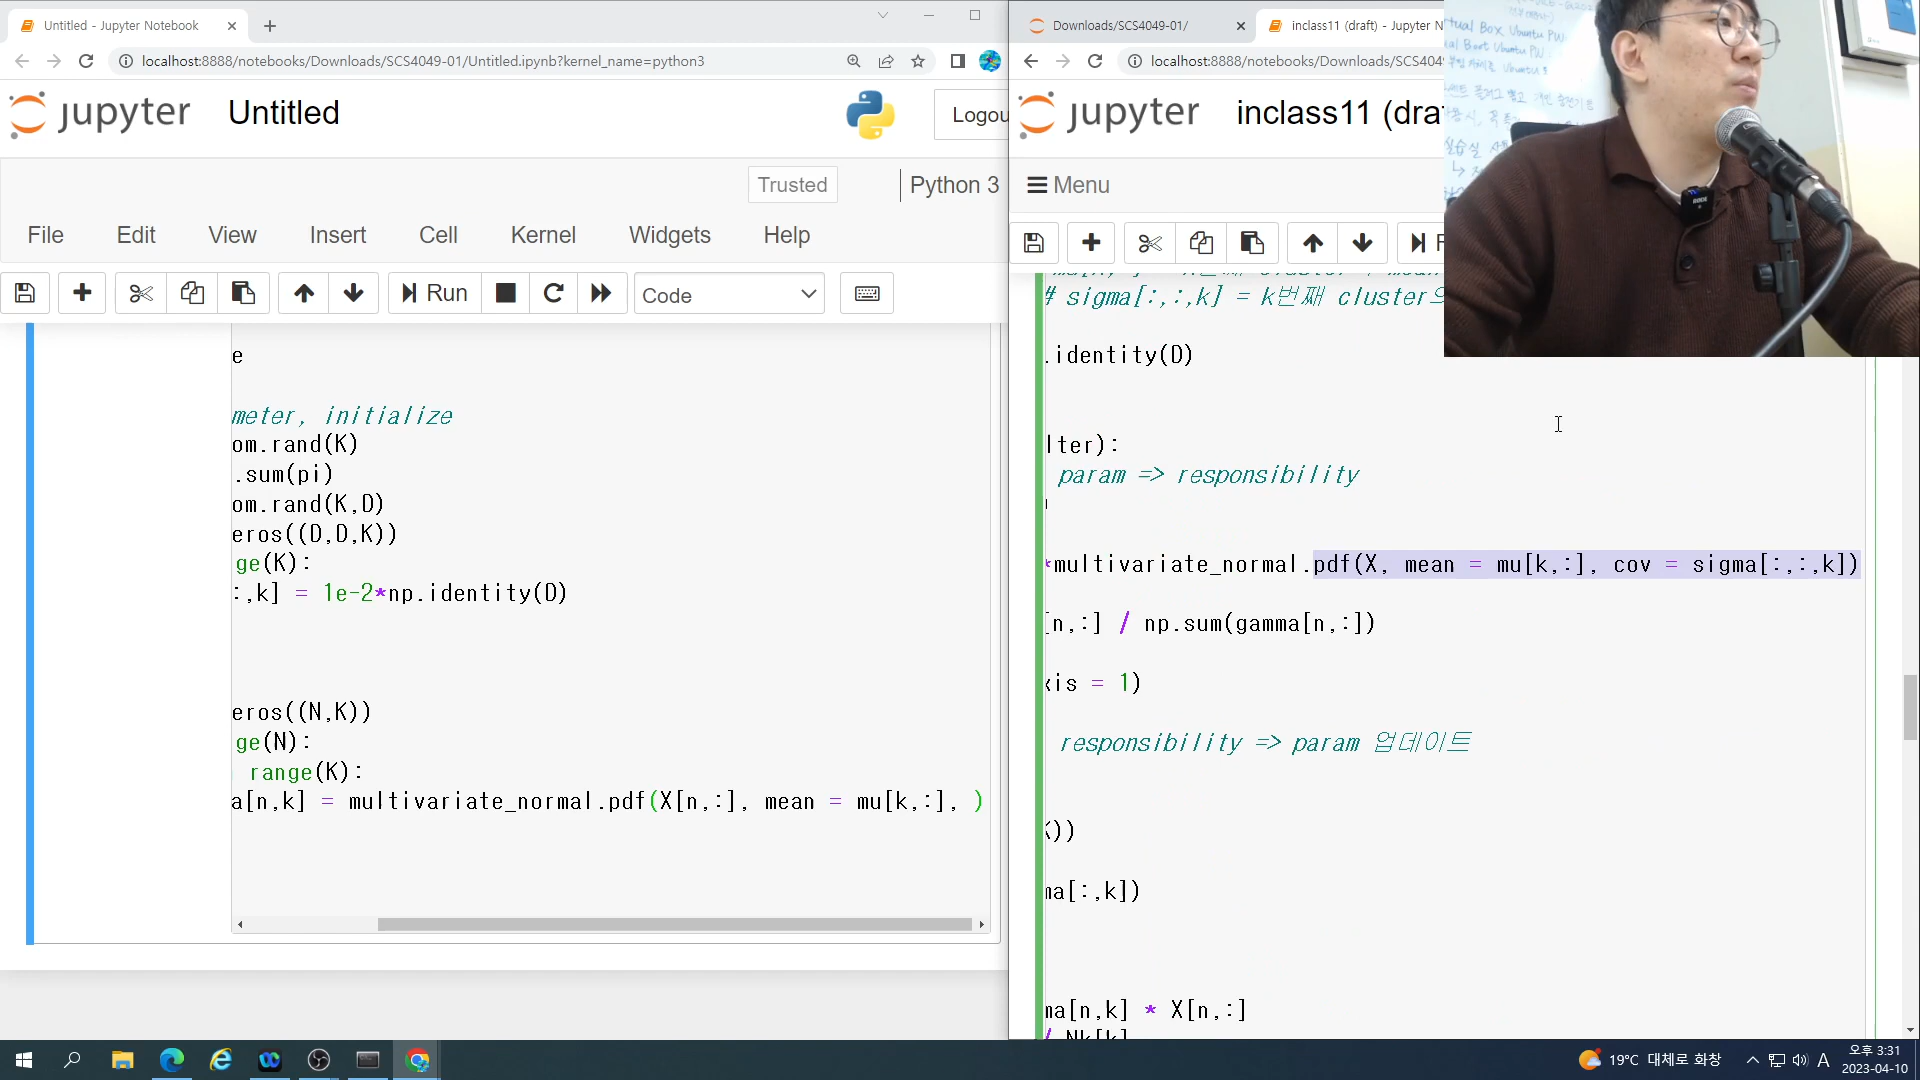 Untitled - Jupyter Notebook
localhost:8888/notebooks/Downloads/SCS4049-01/Untitled.ipynb?kernel_name=python3
jupyter Untitled
Logou
Trusted
Python 3
File Edit View Insert Cell Kernel Widgets Help
Run
Code
e
meter, initialize
om.rand(K)
.sum(pi)
om.rand(K,D)
eros((D,D,K))
ge(K):
:,k] = 1e-2*np.identity(D)
eros((N,K))
ge(N):
range(K):
a[n,k] = multivariate_normal.pdf(X[n,:], mean = mu[k,:], )
Downloads/SCS4049-01/
inclass11 (draft) - Jupyter N
localhost:8888/notebooks/Downloads/SCS404
jupyter inclass11 (dra
Menu
# sigma[:,:,k] = k번째 cluster의
.identity(D)
Iter):
param => responsibility
*multivariate_normal.pdf(X, mean = mu[k,:], cov = sigma[:,:,k])
[n,:] / np.sum(gamma[n,:])
xis = 1)
responsibility => param 업데이트
K))
ma[:,k])
ma[n,k] * X[n,:]
/ Nk[k]
19°C 대체로 화창
A
오후 3:31
2023-04-10